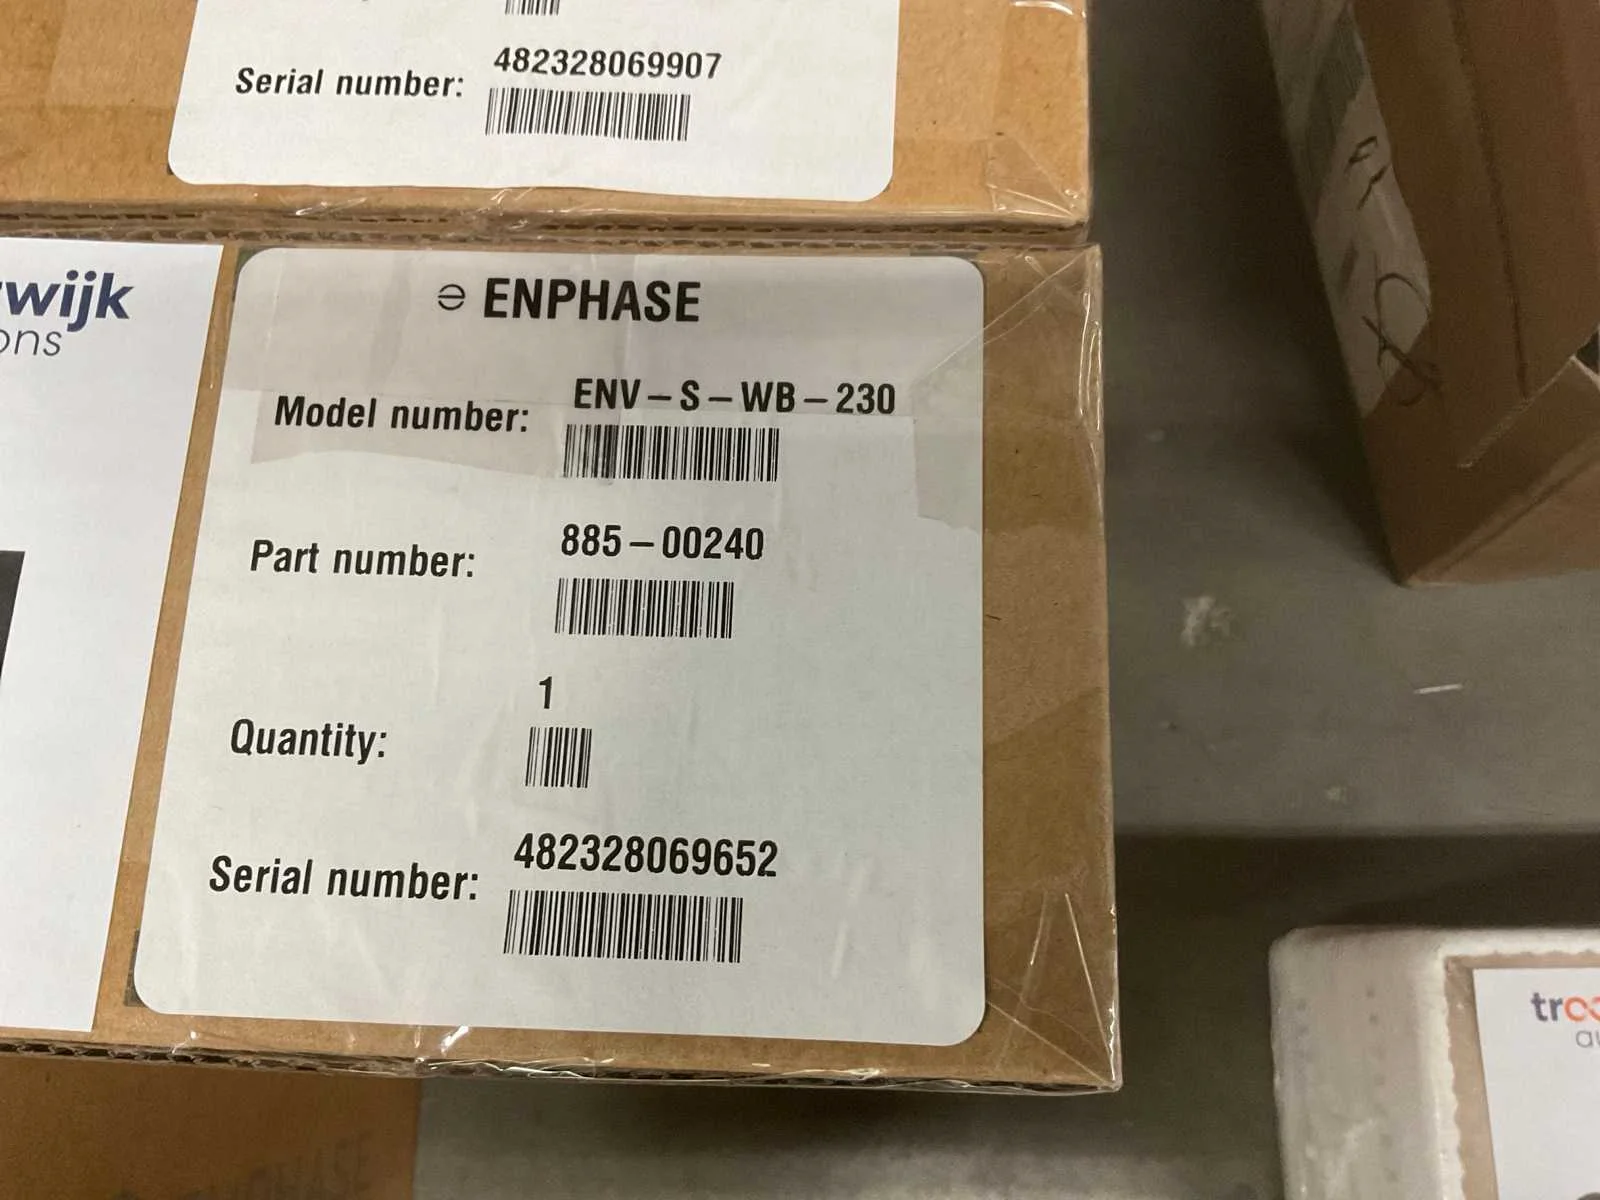 482328069907
Serial number:
wijk
ons
ENPHASE
ENV-S-WB-230
Model number:
885-00240
Part number:
1
Quantity:
482328069652
Serial number: